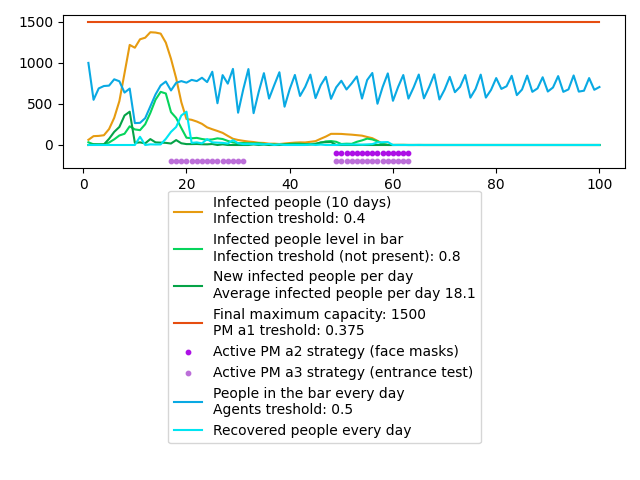 1500
1000
500
0
0
20
40
60
80
100
Infected people (10 days)
Infection treshold: 0.4
Infected people level in bar
Infection treshold (not present): 0.8
New infected people per day
Average infected people per day 18.1
Final maximum capacity: 1500
PM a1 treshold: 0.375
Active PM a2 strategy (face masks)
Active PM a3 strategy (entrance test)
People in the bar every day
Agents treshold: 0.5
Recovered people every day